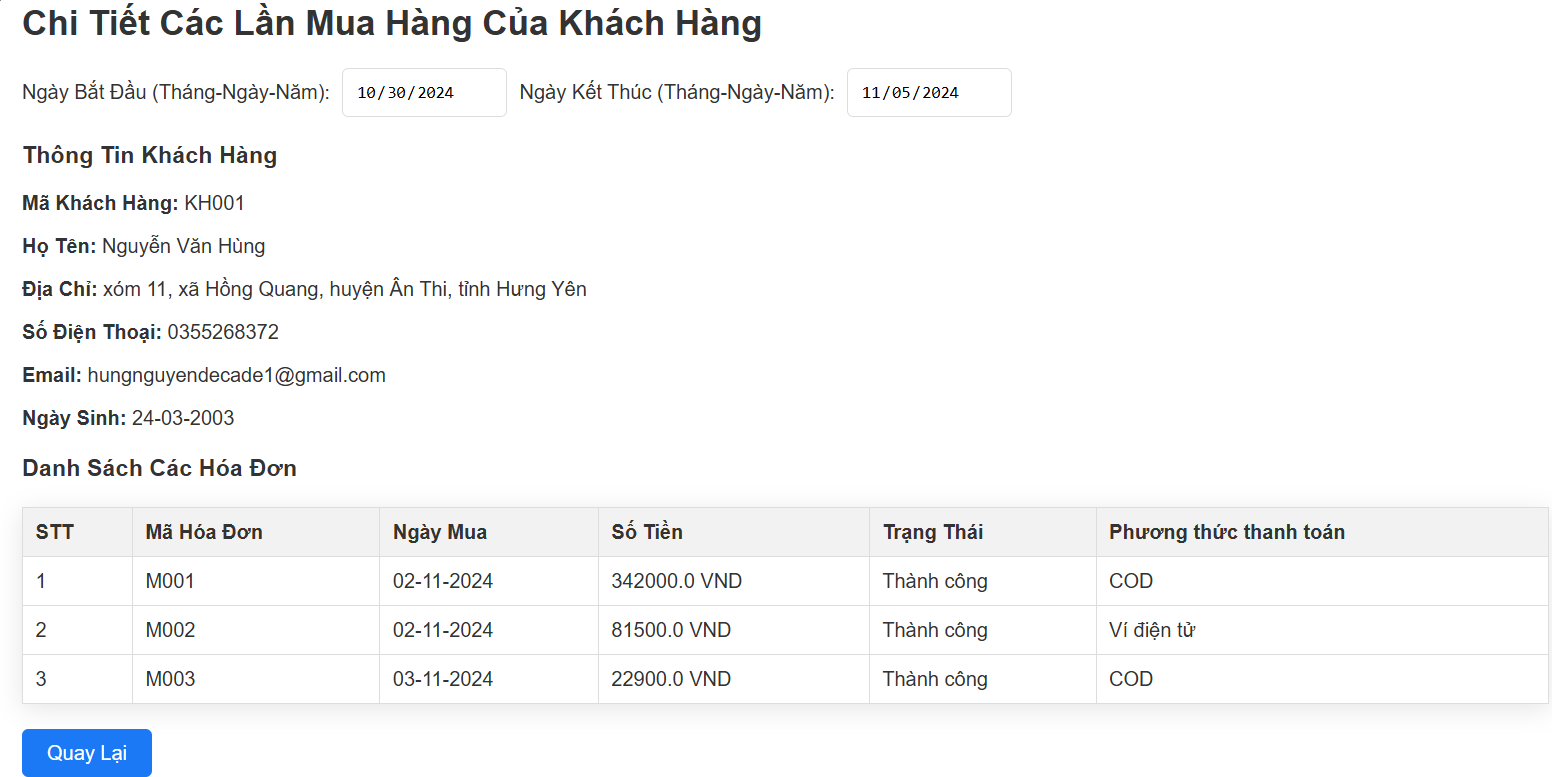 Chi Tiết Các Lần Mua Hàng Của Khách Hàng
Ngày Bắt Đầu (Tháng-Ngày-Năm): 10/30/2024 Ngày Kết Thúc (Tháng-Ngày-Năm): 11/05/2024
Thông Tin Khách Hàng
Mã Khách Hàng: KH001
Họ Tên: Nguyễn Văn Hùng
Địa Chỉ: xóm 11, xã Hồng Quang, huyện Ân Thi, tỉnh Hưng Yên
Số Điện Thoại: 0355268372
Email: hungnguyendecade1@gmail.com
Ngày Sinh: 24-03-2003
Danh Sách Các Hóa Đơn
STT Mã Hóa Đơn Ngày Mua Số Tiền Trạng Thái Phương thức thanh toán
1 M001 02-11-2024 342000.0 VND Thành công COD
2 M002 02-11-2024 81500.0 VND Thành công Ví điện tử
3 M003 03-11-2024 22900.0 VND Thành công COD
Quay Lại